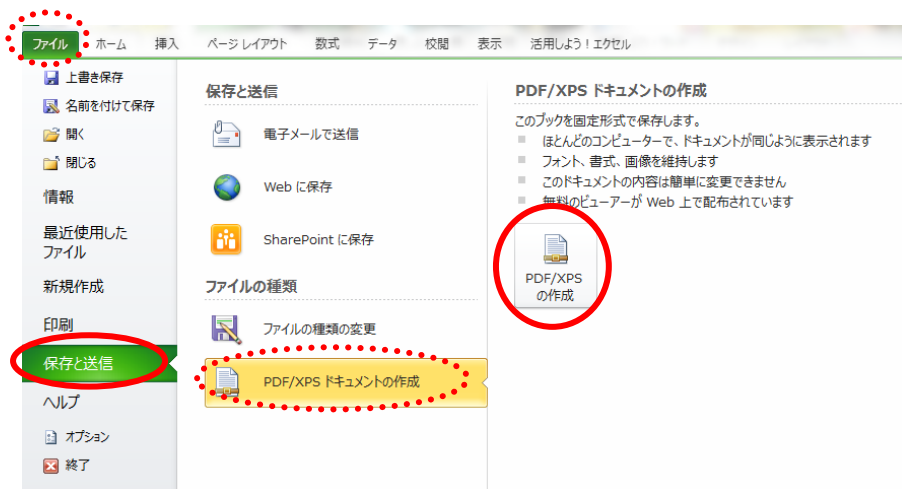 ファイル ホーム 挿入 ページ レイアウト 数式 データ 校閲 表示 活用しよう！エクセル
上書き保存
名前を付けて保存
開く
閉じる
情報
最近使用した
ファイル
新規作成
印刷
保存と送信
ヘルプ
オプション
終了
保存と送信
電子メールで送信
Web に保存
SharePoint に保存
ファイルの種類
ファイルの種類の変更
PDF/XPS ドキュメントの作成
PDF/XPS ドキュメントの作成
このブックを固定形式で保存します。
ほとんどのコンピューターで、ドキュメントが同じように表示されます
フォント、書式、画像を維持します
このドキュメントの内容は簡単に変更できません
無料のビューアーが Web 上で配布されています
PDF/XPS
の作成